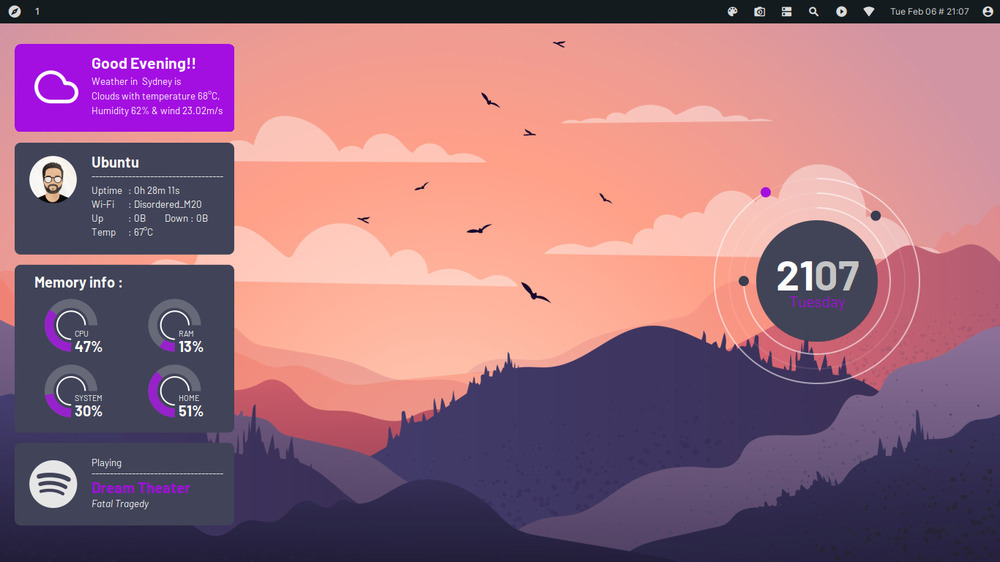 1
Tue Feb 06 # 21:07
Good Evening!!
Weather in Sydney is
Clouds with temperature 68°C,
Humidity 62% & wind 23.02m/s
Ubuntu
Uptime : 0h 28m 11s
Wi-Fi : Disordered_M20
Up : 0B Down : 0B
Temp : 67°C
Memory info :
CPU
47%
RAM
13%
SYSTEM
30%
HOME
51%
Playing
Dream Theater
Fatal Tragedy
2107
Tuesday